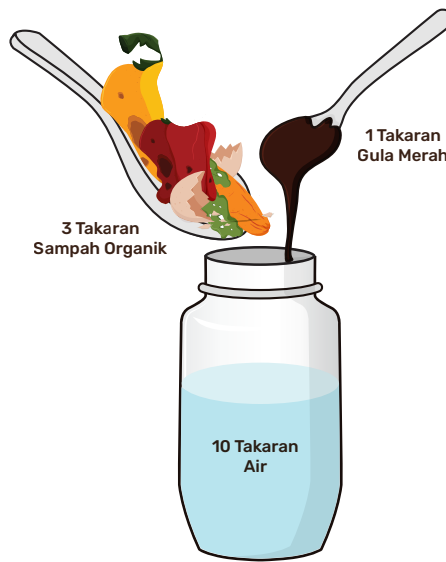 1 Takaran
Gula Merah
3 Takaran
Sampah Organik
10 Takaran
Air